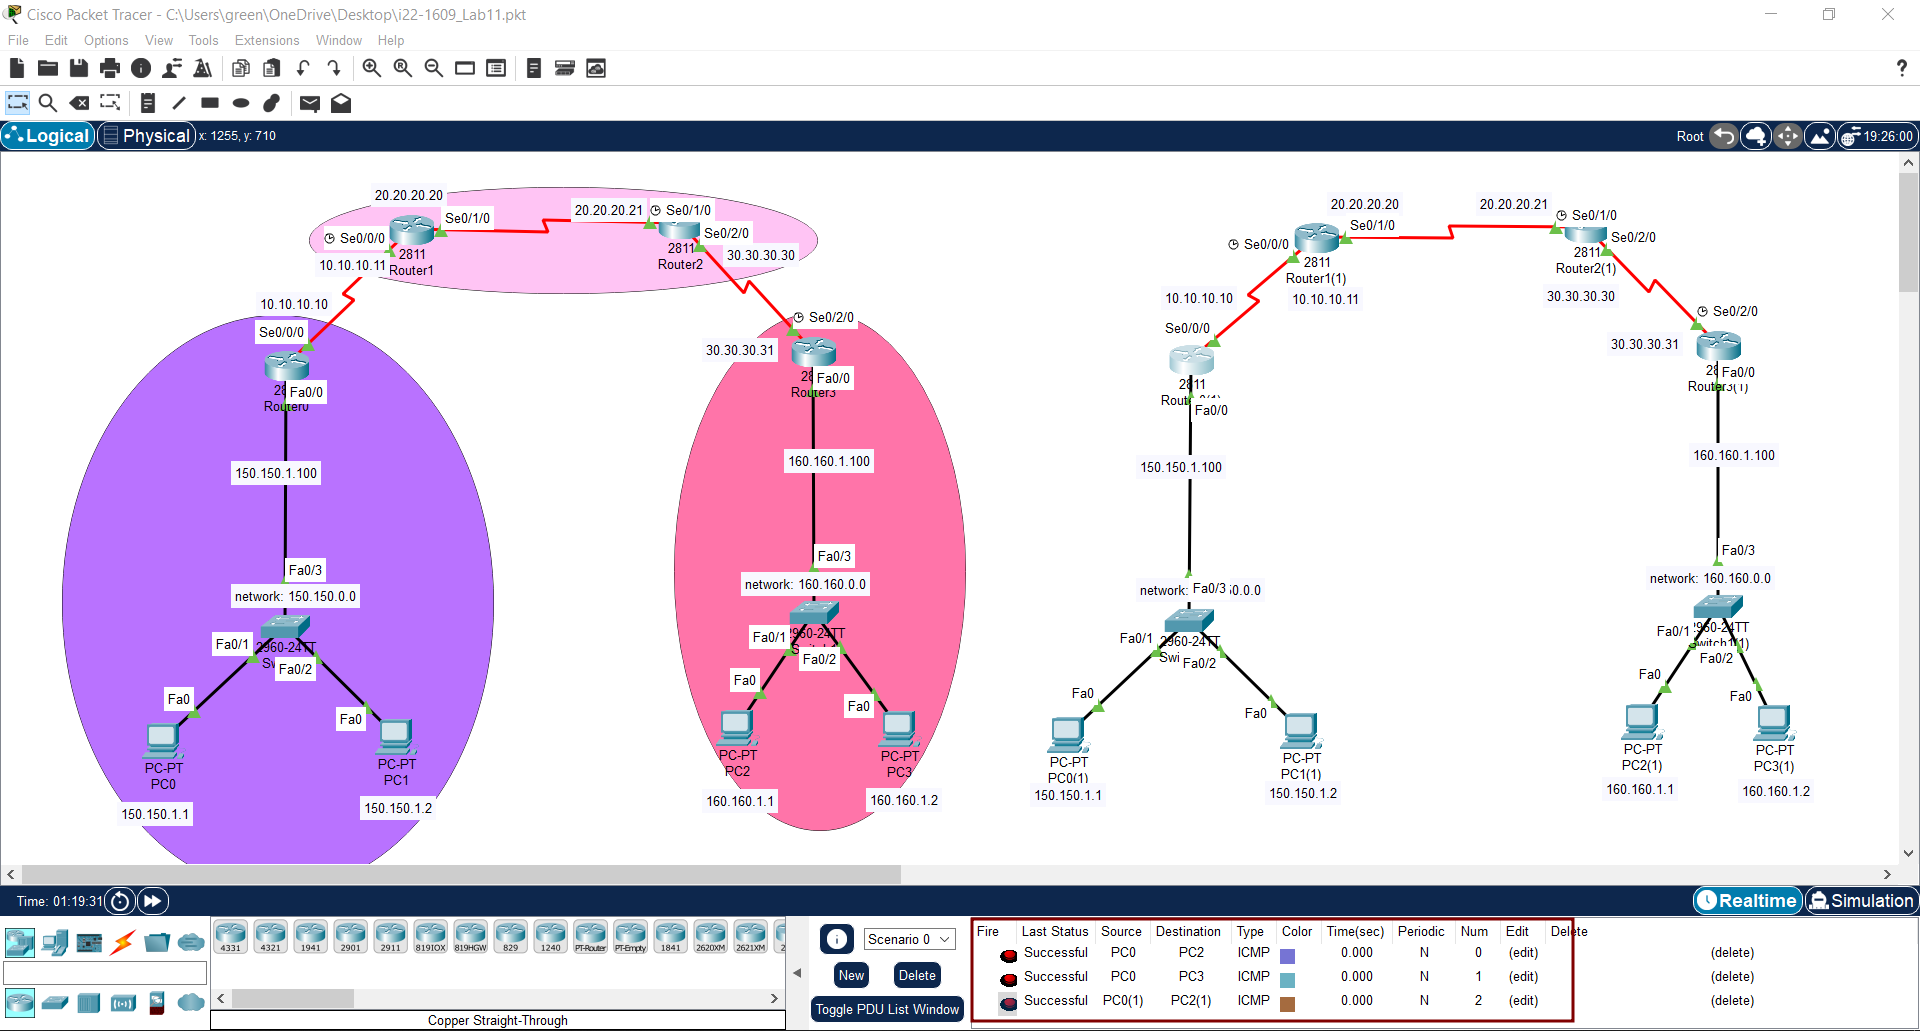 Cisco Packet Tracer - C:\Users\green\OneDrive\Desktop\i22-1609_Lab11.pkt
File Edit Options View Tools Extensions Window Help
?
Logical Physical x: 1255, y: 710
Root 19:26:00
20.20.20.20
Se0/1/0
20.20.20.21
Se0/1/0
Se0/0/0
2811
Router1
10.10.10.11
Se0/2/0
2811
Router2
30.30.30.30
10.10.10.10
Se0/0/0
Fa0/0
Router0
150.150.1.100
Fa0/3
network: 150.150.0.0
Fa0/1
2960-24TT
Fa0/2
Fa0
Fa0
PC-PT
PC0
150.150.1.1
PC-PT
PC1
150.150.1.2
Se0/2/0
30.30.30.31
Fa0/0
Router3
160.160.1.100
Fa0/3
network: 160.160.0.0
Fa0/1
2960-24TT
Fa0/2
Fa0
Fa0
PC-PT
PC2
160.160.1.1
PC-PT
PC3
160.160.1.2
20.20.20.20
Se0/1/0
20.20.20.21
Se0/1/0
Se0/0/0
2811
Router1(1)
10.10.10.11
Se0/2/0
2811
Router2(1)
30.30.30.30
10.10.10.10
Se0/0/0
2811
Fa0/0
150.150.1.100
network:
Fa0/3
0.0.0
Fa0/1
2960-24TT
Fa0/2
Fa0
Fa0
PC-PT
PC0(1)
150.150.1.1
PC-PT
PC1(1)
150.150.1.2
Se0/2/0
30.30.30.31
Fa0/0
Router3(1)
160.160.1.100
Fa0/3
network: 160.160.0.0
Fa0/1
2960-24TT
Switch1(1)
Fa0/2
Fa0
Fa0
PC-PT
PC2(1)
160.160.1.1
PC-PT
PC3(1)
160.160.1.2
Time: 01:19:31
Realtime Simulation
4331 4321 1941 2901 2911 819IOX 819HGW 829 1240 PT-Router PT-Empty 1841 2620XM 2621XM
Copper Straight-Through
Scenario 0
New Delete
Toggle PDU List Window
Fire Last Status Source Destination Type Color Time(sec) Periodic Num Edit Delete
Successful PC0 PC2 ICMP 0.000 N 0 (edit) (delete)
Successful PC0 PC3 ICMP 0.000 N 1 (edit) (delete)
Successful PC0(1) PC2(1) ICMP 0.000 N 2 (edit) (delete)